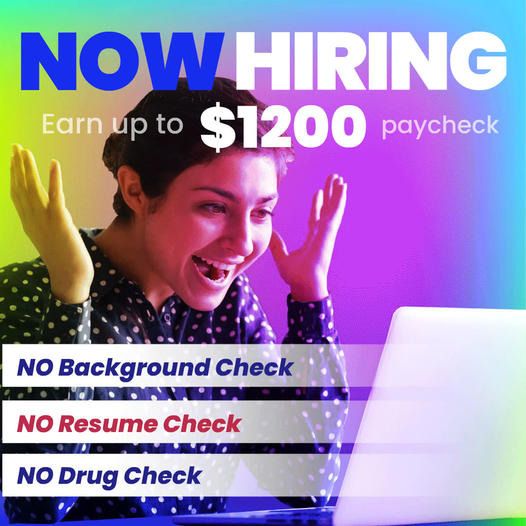 NOW HIRING
Earn up to $1200 paycheck
NO Background Check
NO Resume Check
NO Drug Check